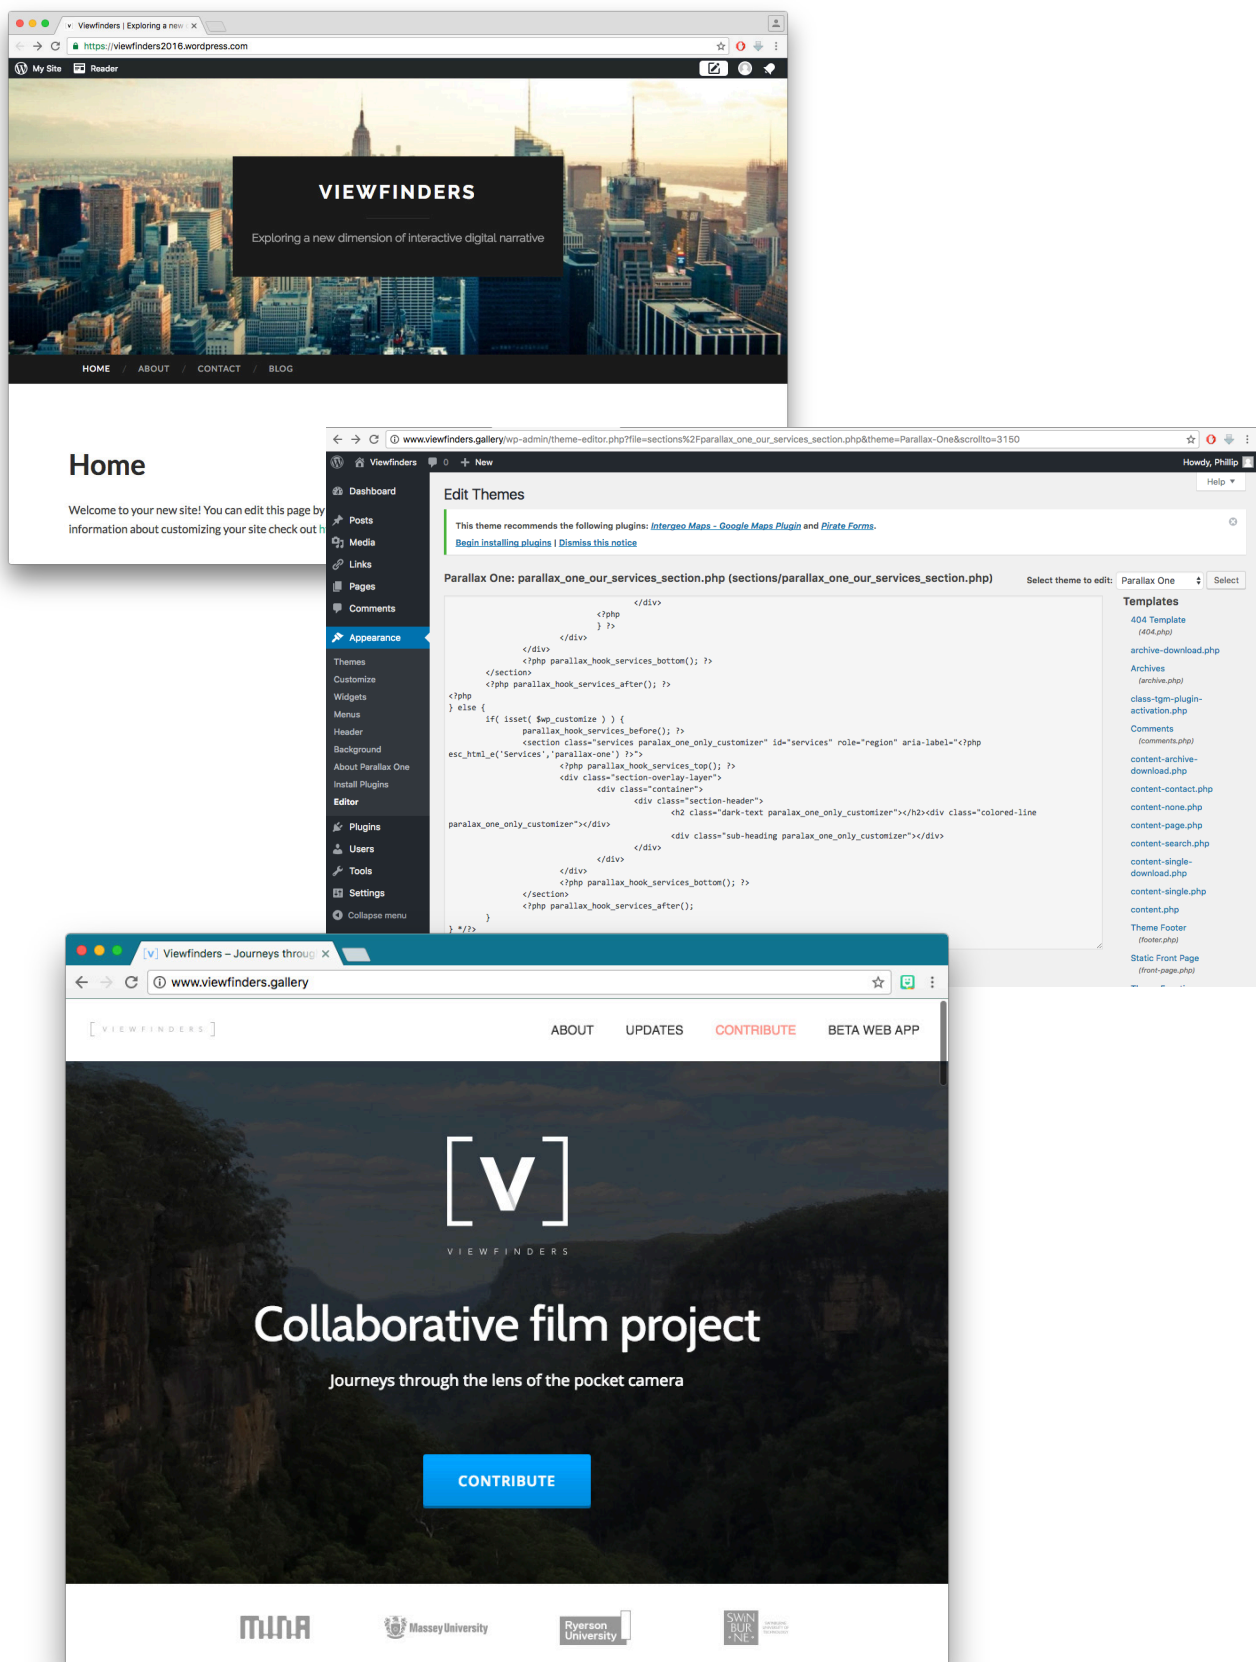 Viewfinders | Exploring a new
https://viewfinders2016.wordpress.com
My Site Reader
VIEWFINDERS
Exploring a new dimension of interactive digital narrative
HOME / ABOUT / CONTACT / BLOG
Home
Welcome to your new site! You can edit this page by
information about customizing your site check out
www.viewfinders.gallery/wp-admin/theme-editor.php?file=sections%2Fparallax_one_our_services_section.php&theme=Parallax-One&scrollto=3150
Viewfinders 0 + New Howdy, Phillip
Help ▼
Dashboard
Posts
Media
Links
Pages
Comments
Appearance
Themes
Customize
Widgets
Menus
Header
Background
About Parallax One
Install Plugins
Editor
Plugins
Users
Tools
Settings
Collapse menu
Edit Themes
This theme recommends the following plugins: Intergeo Maps - Google Maps Plugin and Pirate Forms.
Begin installing plugins | Dismiss this notice
Parallax One: parallax_one_our_services_section.php (sections/parallax_one_our_services_section.php)
Select theme to edit: Parallax One Select
</div>
<?php
} ?>
</div>
</div>
<?php parallax_hook_services_bottom(); ?>
</section>
<?php parallax_hook_services_after(); ?>
<?php
} else {
if( isset( $wp_customize ) ) {
parallax_hook_services_before(); ?>
<section class="services paralax_one_only_customizer" id="services" role="region" aria-label="<?php
esc_html_e('Services','parallax-one') ?>">
<?php parallax_hook_services_top(); ?>
<div class="section-overlay-layer">
<div class="container">
<div class="section-header">
<h2 class="dark-text paralax_one_only_customizer"></h2><div class="colored-line
paralax_one_only_customizer"></div>
<div class="sub-heading paralax_one_only_customizer"></div>
</div>
</div>
</div>
<?php parallax_hook_services_bottom(); ?>
</section>
<?php parallax_hook_services_after();
}
} */?>
Templates
404 Template
(404.php)
archive-download.php
Archives
(archive.php)
class-tgm-plugin-
activation.php
Comments
(comments.php)
content-archive-
download.php
content-contact.php
content-none.php
content-page.php
content-search.php
content-single-
download.php
content-single.php
content.php
Theme Footer
(footer.php)
Static Front Page
(front-page.php)
[v] Viewfinders – Journeys throug
www.viewfinders.gallery
[VIEWFINDERS]
ABOUT UPDATES CONTRIBUTE BETA WEB APP
[V]
VIEWFINDERS
Collaborative film project
Journeys through the lens of the pocket camera
CONTRIBUTE
MINA
Massey University
Ryerson
University
SWIN
BUR
• NE •